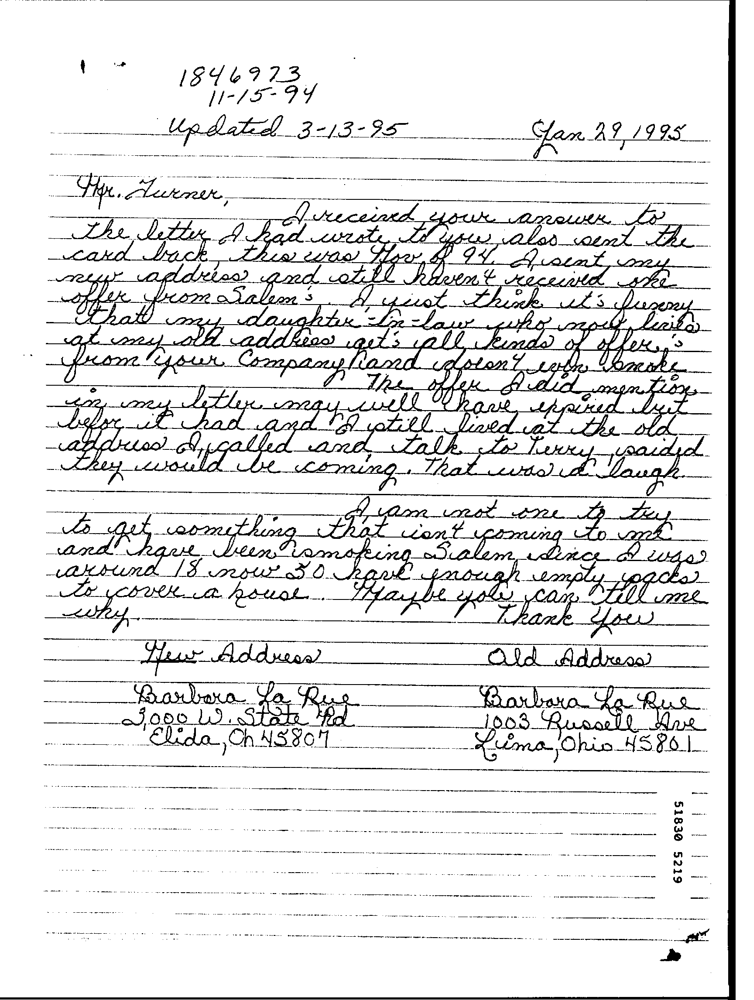 1846973
11-15-94
Updated 3-13-95
Jan 29, 1995
Mr. Turner,
I received your answer to
the letter I had wrote to you, also sent the
card back, this was Nov of 94. I sent my
new address and still haven't received one
offer from Salem's. I just think it's funny
that my daughter-In-law who now lives
at my old address get's all kinds of offer's
from your Company and doesn't even smoke
The offer I did mention
in my letter may well have expired but
befor it had and I still lived at the old
address I called and talk to Terry saided
they would be coming. That was a laugh
I am not one to try
to get something that isn't coming to me
and have been smoking Salem since I was
around 18 now 50 have enough empty packs
to cover a house. Maybe you can tell me
why.
Thank You
New Address
Barbara La Rue
3,000 W. State Rd
Elida, Oh 45807
Old Address
Barbara La Rue
1003 Russell Ave
Lima, Ohio 45801
51830 5219